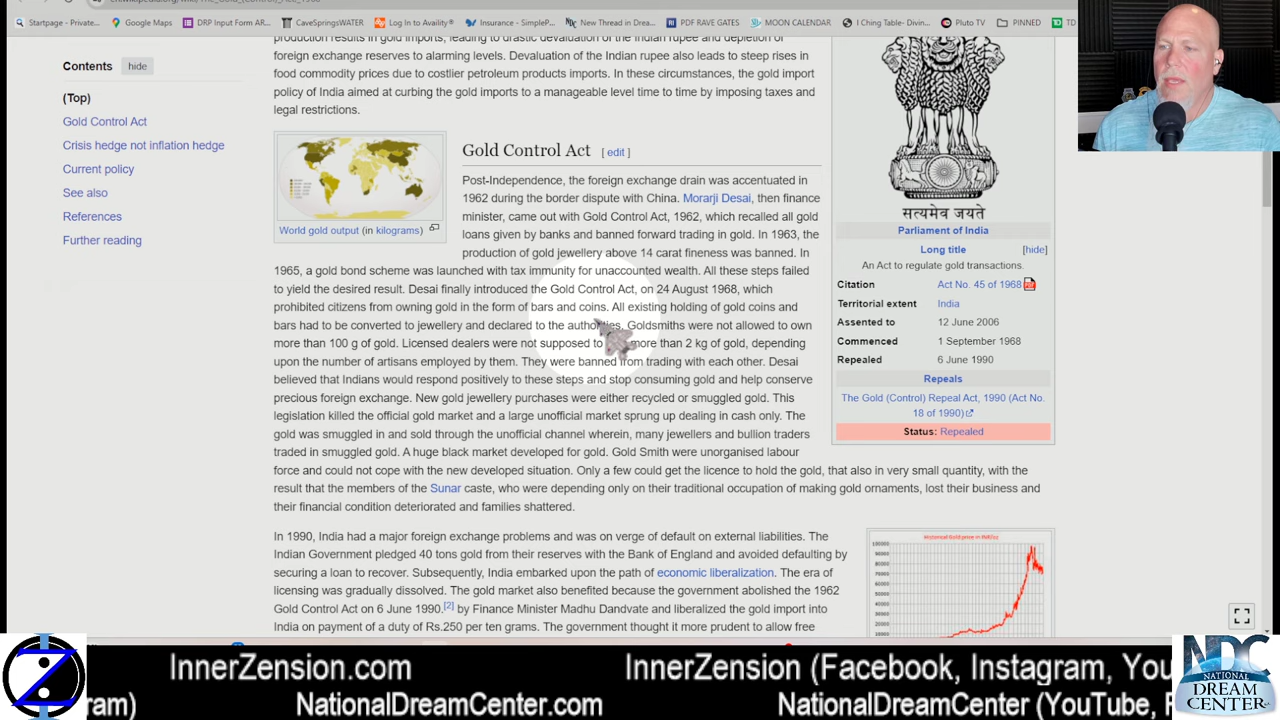 Startpage - Private...
Google Maps
DRP Input Form AR...
CaveSpringsWATER
Log In to Puravality®
Insurance - Simple...
New Thread in Drea...
PDF RAVE GATES
MOON CALENDAR
I Ching Table- Divin...
Pluto TV
PINNED
TD
production results in gold imports, leading to drastic devaluation of the Indian rupee and depletion of
foreign exchange reserves to alarming levels. Devaluation of the Indian rupee also leads to steep rises in
food commodity prices due to costlier petroleum products imports. In these circumstances, the gold import
policy of India aimed at curbing the gold imports to a manageable level time to time by imposing taxes and
legal restrictions.
Contents hide
(Top)
Gold Control Act
Crisis hedge not inflation hedge
Current policy
See also
References
Further reading
World gold output (in kilograms)
Gold Control Act [ edit ]
Post-Independence, the foreign exchange drain was accentuated in
1962 during the border dispute with China. Morarji Desai, then finance
minister, came out with Gold Control Act, 1962, which recalled all gold
loans given by banks and banned forward trading in gold. In 1963, the
production of gold jewellery above 14 carat fineness was banned. In
1965, a gold bond scheme was launched with tax immunity for unaccounted wealth. All these steps failed
to yield the desired result. Desai finally introduced the Gold Control Act, on 24 August 1968, which
prohibited citizens from owning gold in the form of bars and coins. All existing holding of gold coins and
bars had to be converted to jewellery and declared to the authorities. Goldsmiths were not allowed to own
more than 100 g of gold. Licensed dealers were not supposed to more than 2 kg of gold, depending
upon the number of artisans employed by them. They were banned from trading with each other. Desai
believed that Indians would respond positively to these steps and stop consuming gold and help conserve
precious foreign exchange. New gold jewellery purchases were either recycled or smuggled gold. This
legislation killed the official gold market and a large unofficial market sprung up dealing in cash only. The
gold was smuggled in and sold through the unofficial channel wherein, many jewellers and bullion traders
traded in smuggled gold. A huge black market developed for gold. Gold Smith were unorganised labour
force and could not cope with the new developed situation. Only a few could get the licence to hold the gold, that also in very small quantity, with the
result that the members of the Sunar caste, who were depending only on their traditional occupation of making gold ornaments, lost their business and
their financial condition deteriorated and families shattered.
In 1990, India had a major foreign exchange problems and was on verge of default on external liabilities. The
Indian Government pledged 40 tons gold from their reserves with the Bank of England and avoided defaulting by
securing a loan to recover. Subsequently, India embarked upon the path of economic liberalization. The era of
licensing was gradually dissolved. The gold market also benefited because the government abolished the 1962
Gold Control Act on 6 June 1990.[2] by Finance Minister Madhu Dandvate and liberalized the gold import into
India on payment of a duty of Rs.250 per ten grams. The government thought it more prudent to allow free
सत्यमेव जयते
Parliament of India
Long title [hide]
An Act to regulate gold transactions.
Citation Act No. 45 of 1968
Territorial extent India
Assented to 12 June 2006
Commenced 1 September 1968
Repealed 6 June 1990
Repeals
The Gold (Control) Repeal Act, 1990 (Act No.
18 of 1990)
Status: Repealed
Historical Gold price in INR/oz
100000
90000
80000
70000
60000
50000
40000
30000
20000
10000
InnerZension.com InnerZension (Facebook, Instagram, You
ram) NationalDreamCenter.com NationalDreamCenter (YouTube,
NDC
NATIONAL
DREAM
CENTER